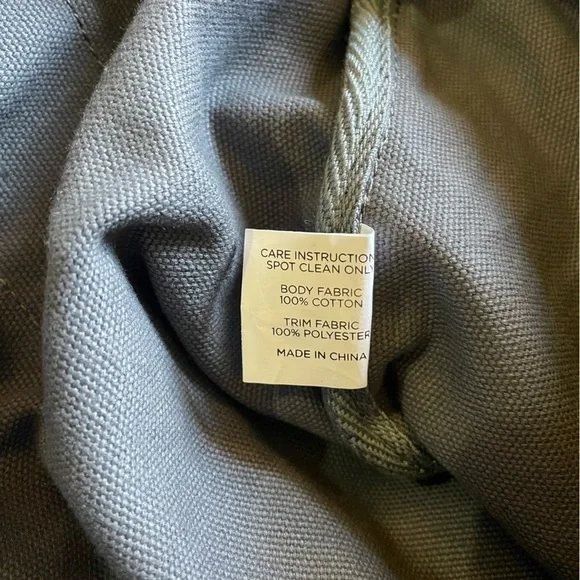 CARE INSTRUCTION
SPOT CLEAN ONLY
BODY FABRIC
100% COTTON
TRIM FABRIC
100% POLYESTER
MADE IN CHINA